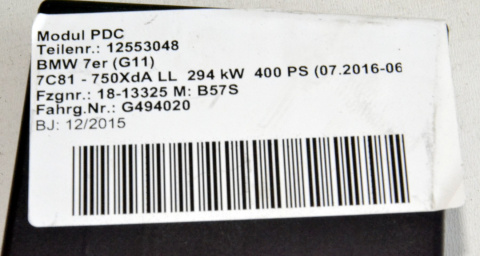 Modul PDC
Teilenr.: 12553048
BMW 7er (G11)
7C81 - 750XdA LL 294 kW 400 PS (07.2016-06
Fzgnr.: 18-13325 M: B57S
Fahrg.Nr.: G494020
BJ: 12/2015